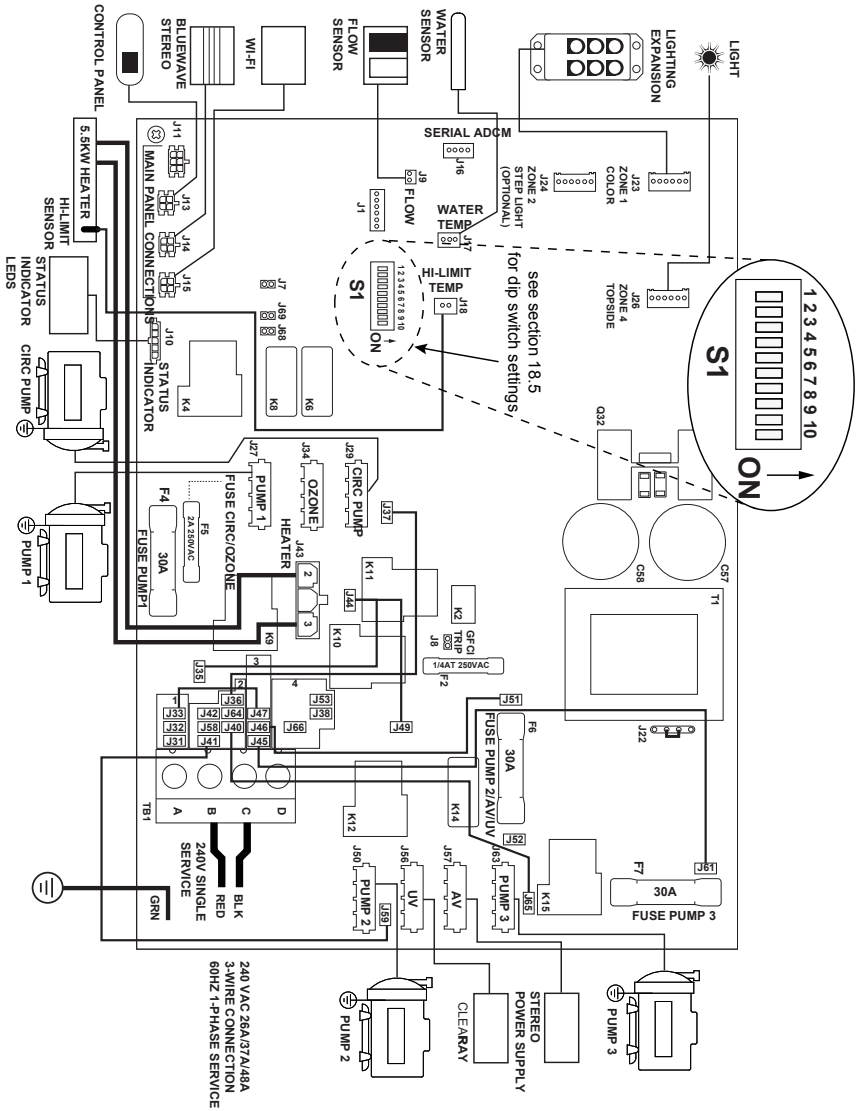 CONTROL PANEL
BLUEWAVE
STEREO
WI-FI
FLOW
SENSOR
WATER
SENSOR
LIGHTING
EXPANSION
LIGHT
5.5KW HEATER
HI-LIMIT
SENSOR
STATUS
INDICATOR
LEDS
CIRC PUMP
PUMP 1
J11
MAIN PANEL CONNECTIONS
J13
J14
J15
J10
STATUS
INDICATOR
SERIAL ADCM
J16
J9
FLOW
J1
WATER
TEMP
J17
HI-LIMIT
TEMP
J18
J24
ZONE 2
STEP LIGHT
(OPTIONAL)
J23
ZONE 1
COLOR
J26
ZONE 4
TOPSIDE
1 2 3 4 5 6 7 8 9 10
S1
ON
see section 18.5
for dip switch settings
1 2 3 4 5 6 7 8 9 10
S1
ON
J7
J69
J68
K4
K8
K6
Q32
C58
C57
T1
J27
PUMP 1
J34
OZONE
J29
CIRC PUMP
J37
F4
30A
FUSE PUMP1
F5
2A 250VAC
FUSE CIRC/OZONE
HEATER
J43
2
3
K9
K11
J44
K10
K2
J8
GFCI
TRIP
1/4AT 250VAC
F2
J35
1
2
3
4
J33
J32
J31
J42
J58
J41
J36
J64
J40
J47
J46
J45
J66
J53
J38
J49
J51
J22
F6
30A
FUSE PUMP 2/AV/UV
A
B
C
D
TB1
K12
K14
K15
J52
J61
F7
30A
FUSE PUMP 3
J50
PUMP 2
J59
J56
UV
J57
AV
J63
PUMP 3
J65
240V SINGLE
SERVICE
BLK
RED
GRN
240 VAC 26A/37A/48A
3-WIRE CONNECTION
60HZ 1-PHASE SERVICE
PUMP 2
CLEARAY
STEREO
POWER SUPPLY
PUMP 3